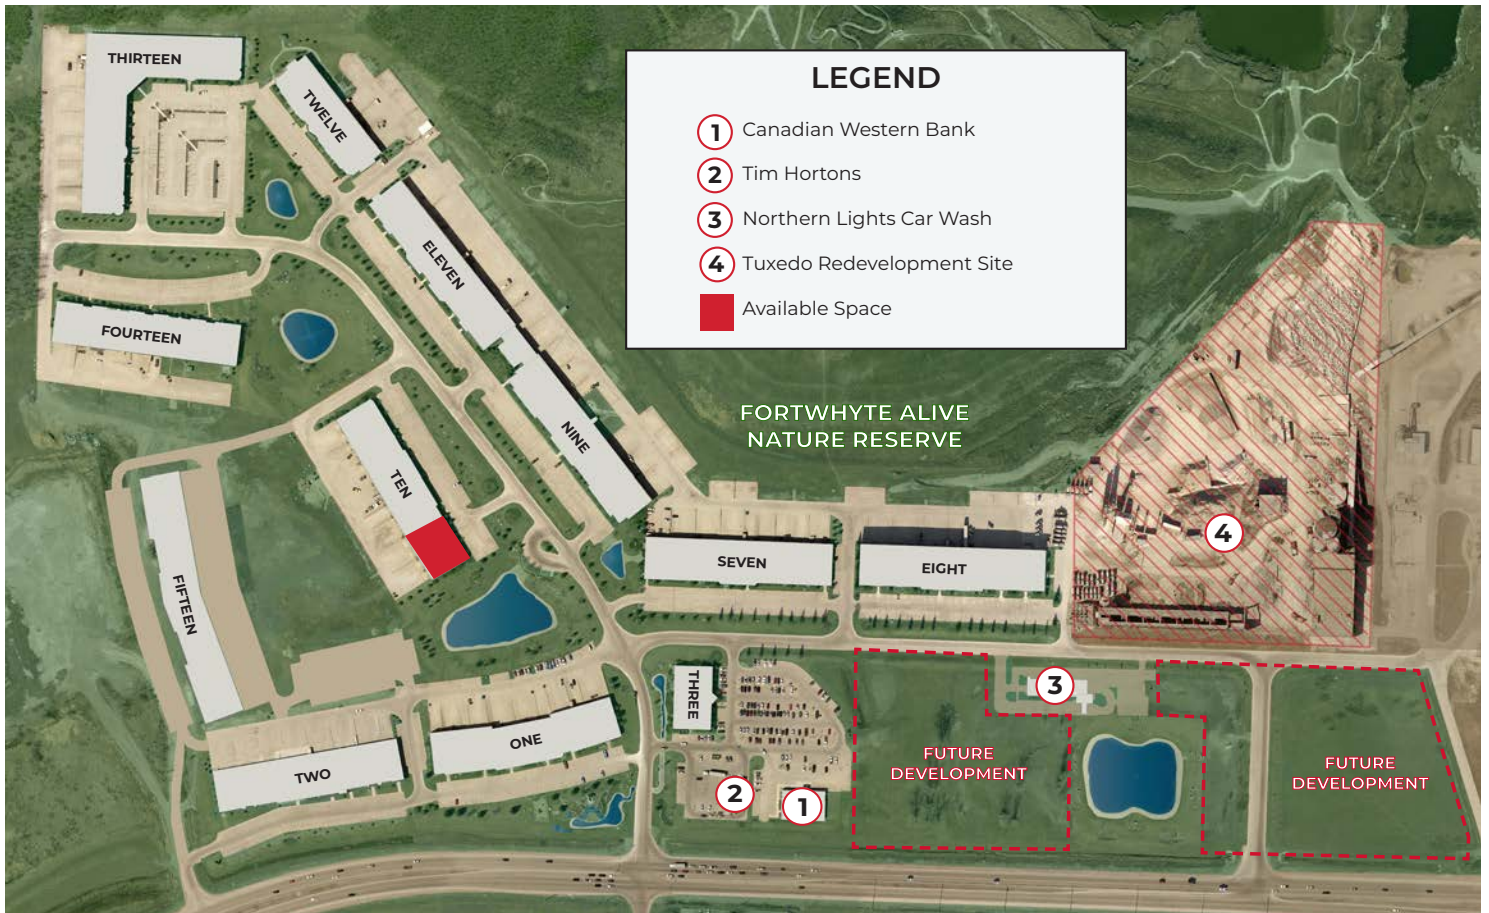 THIRTEEN
TWELVE
LEGEND
1 Canadian Western Bank
2 Tim Hortons
3 Northern Lights Car Wash
4 Tuxedo Redevelopment Site
Available Space
ELEVEN
FOURTEEN
FORTWHYTE ALIVE
NATURE RESERVE
NINE
TEN
4
SEVEN
EIGHT
FIFTEEN
THREE
3
ONE
TWO
FUTURE
DEVELOPMENT
FUTURE
DEVELOPMENT
2
1